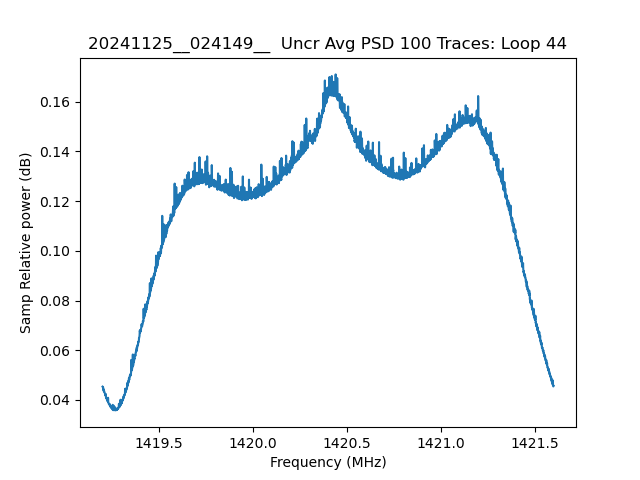 20241125__024149__  Uncr Avg PSD 100 Traces: Loop 44
Samp Relative power (dB)
0.16
0.14
0.12
0.10
0.08
0.06
0.04
1419.5 1420.0 1420.5 1421.0 1421.5
Frequency (MHz)